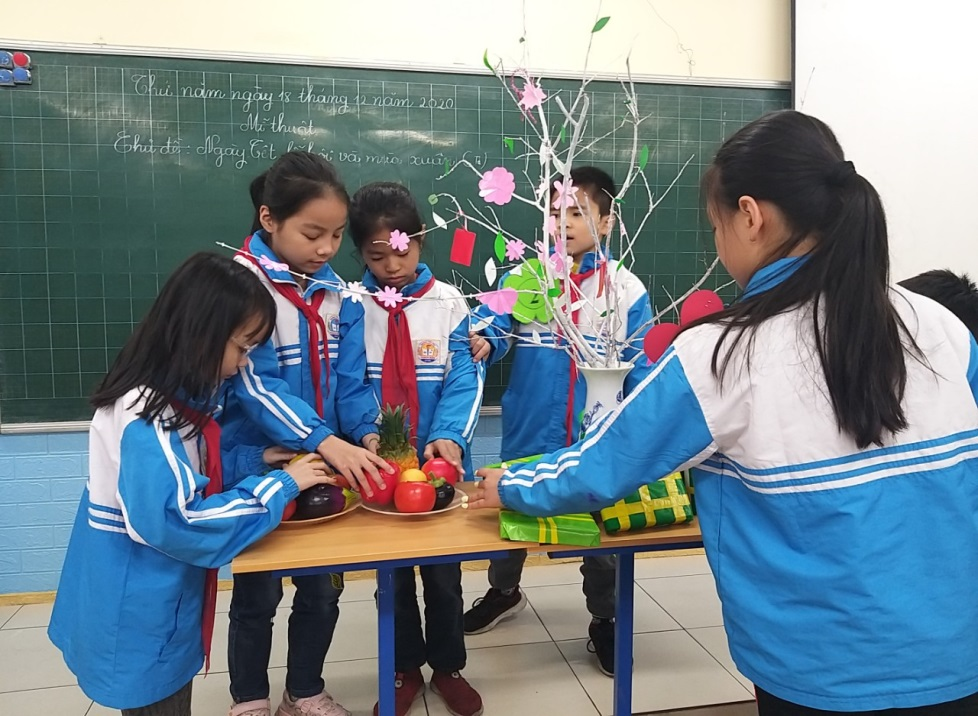 Thứ năm ngày 18 tháng 12 năm 2020
Mĩ thuật
Chủ đề: Ngày Tết, lễ hội và mùa xuân (T4)